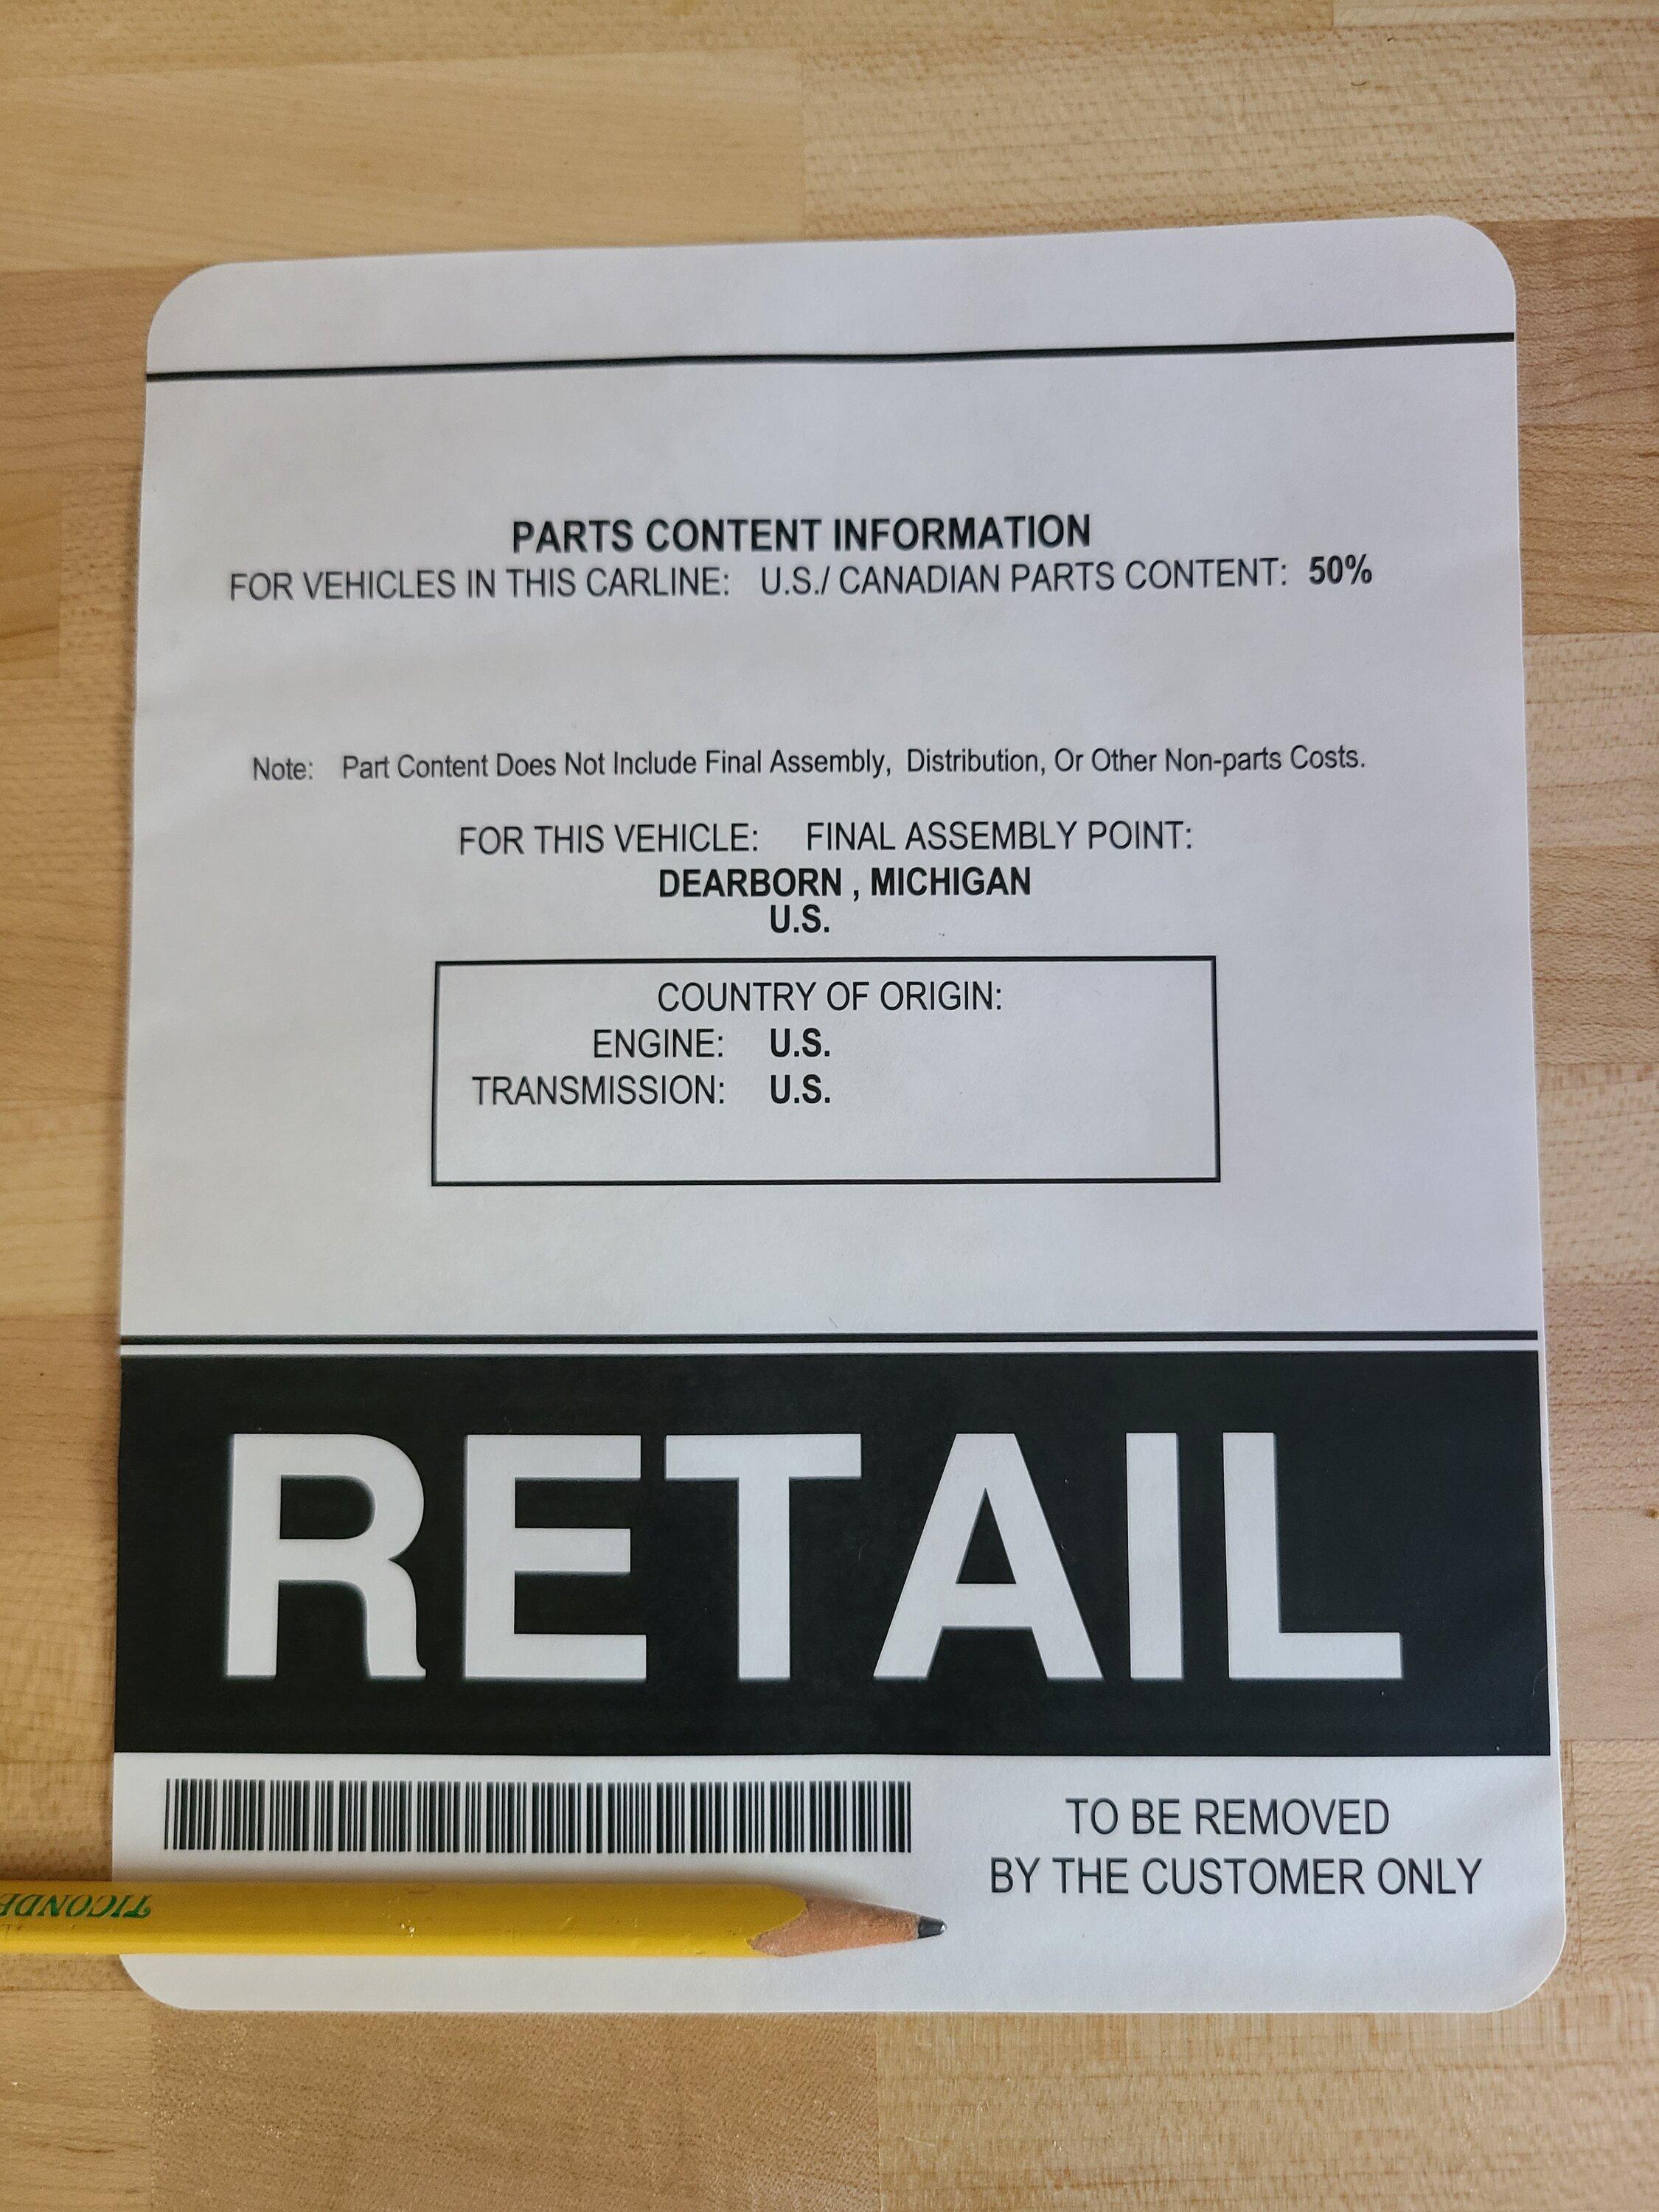 PARTS CONTENT INFORMATION
FOR VEHICLES IN THIS CARLINE: U.S./ CANADIAN PARTS CONTENT: 50%
Note: Part Content Does Not Include Final Assembly, Distribution, Or Other Non-parts Costs.
FOR THIS VEHICLE: FINAL ASSEMBLY POINT:
DEARBORN , MICHIGAN
U.S.
COUNTRY OF ORIGIN:
ENGINE: U.S.
TRANSMISSION: U.S.
RETAIL
TO BE REMOVED
BY THE CUSTOMER ONLY
TICONDE